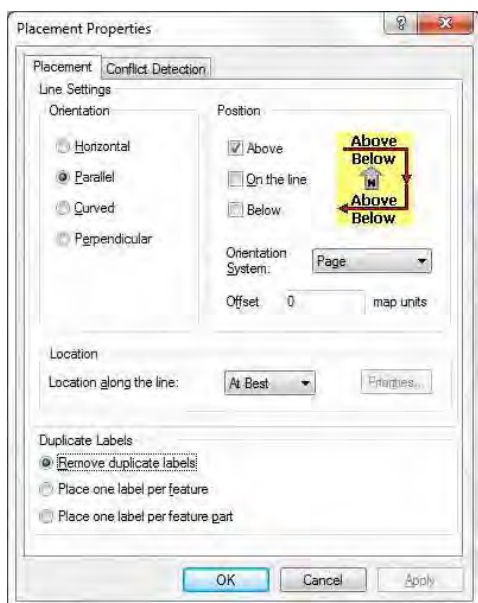 Placement Properties
Placement
Conflict Detection
Line Settings
Orientation
Horizontal
Parallel
Curved
Perpendicular
Position
Above
On the line
Below
Above
Below
N
Above
Below
Orientation
System:
Page
Offset
0
map units
Location
Location along the line:
At Best
Priorities...
Duplicate Labels
Remove duplicate labels
Place one label per feature
Place one label per feature part
OK
Cancel
Apply